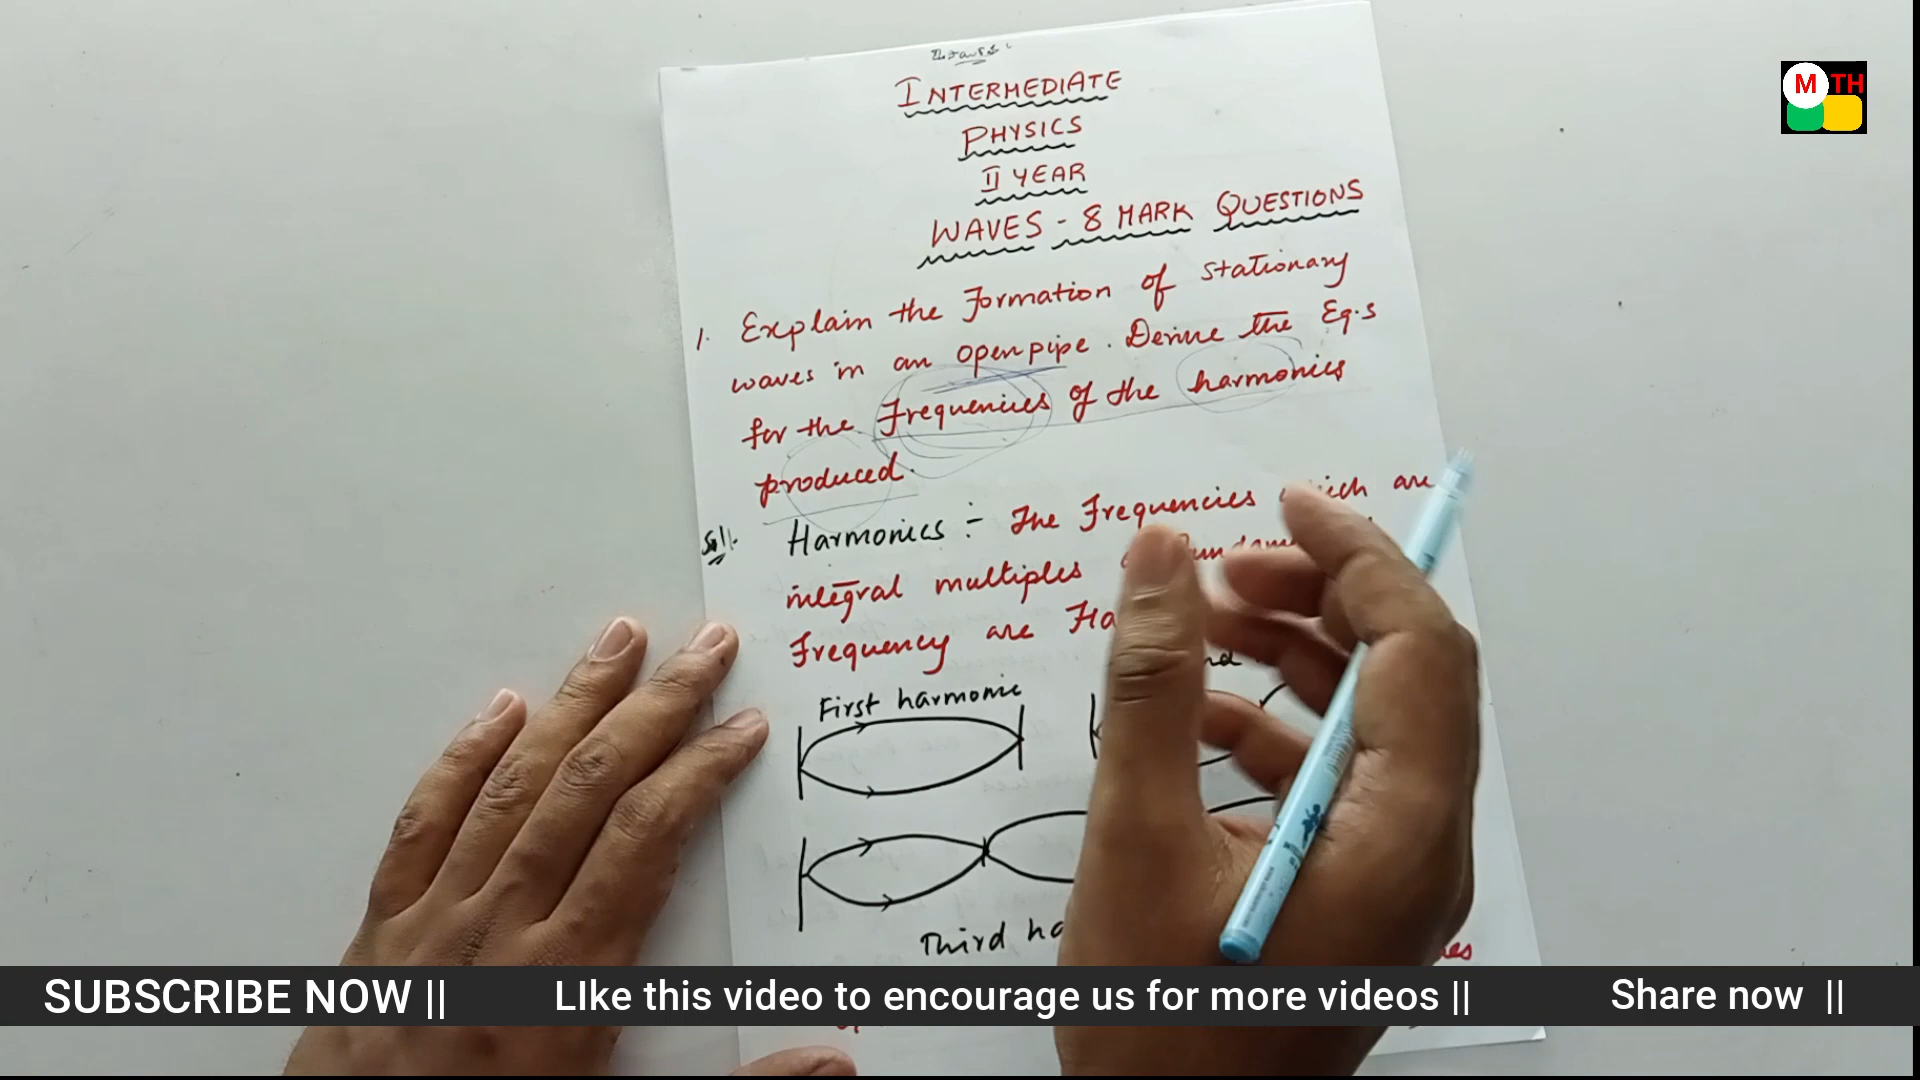 INTERMEDIATE
PHYSICS
II YEAR
WAVES - 8 MARK QUESTIONS
1. Explain the Formation of stationary
waves in an open pipe. Derive the Eq.s
for the Frequencies of the harmonics
produced.
Sol:- Harmonics :- The Frequencies which are
integral multiples
Frequency are
First harmonic
Third
M TH
SUBSCRIBE NOW || LIke this video to encourage us for more videos || Share now ||